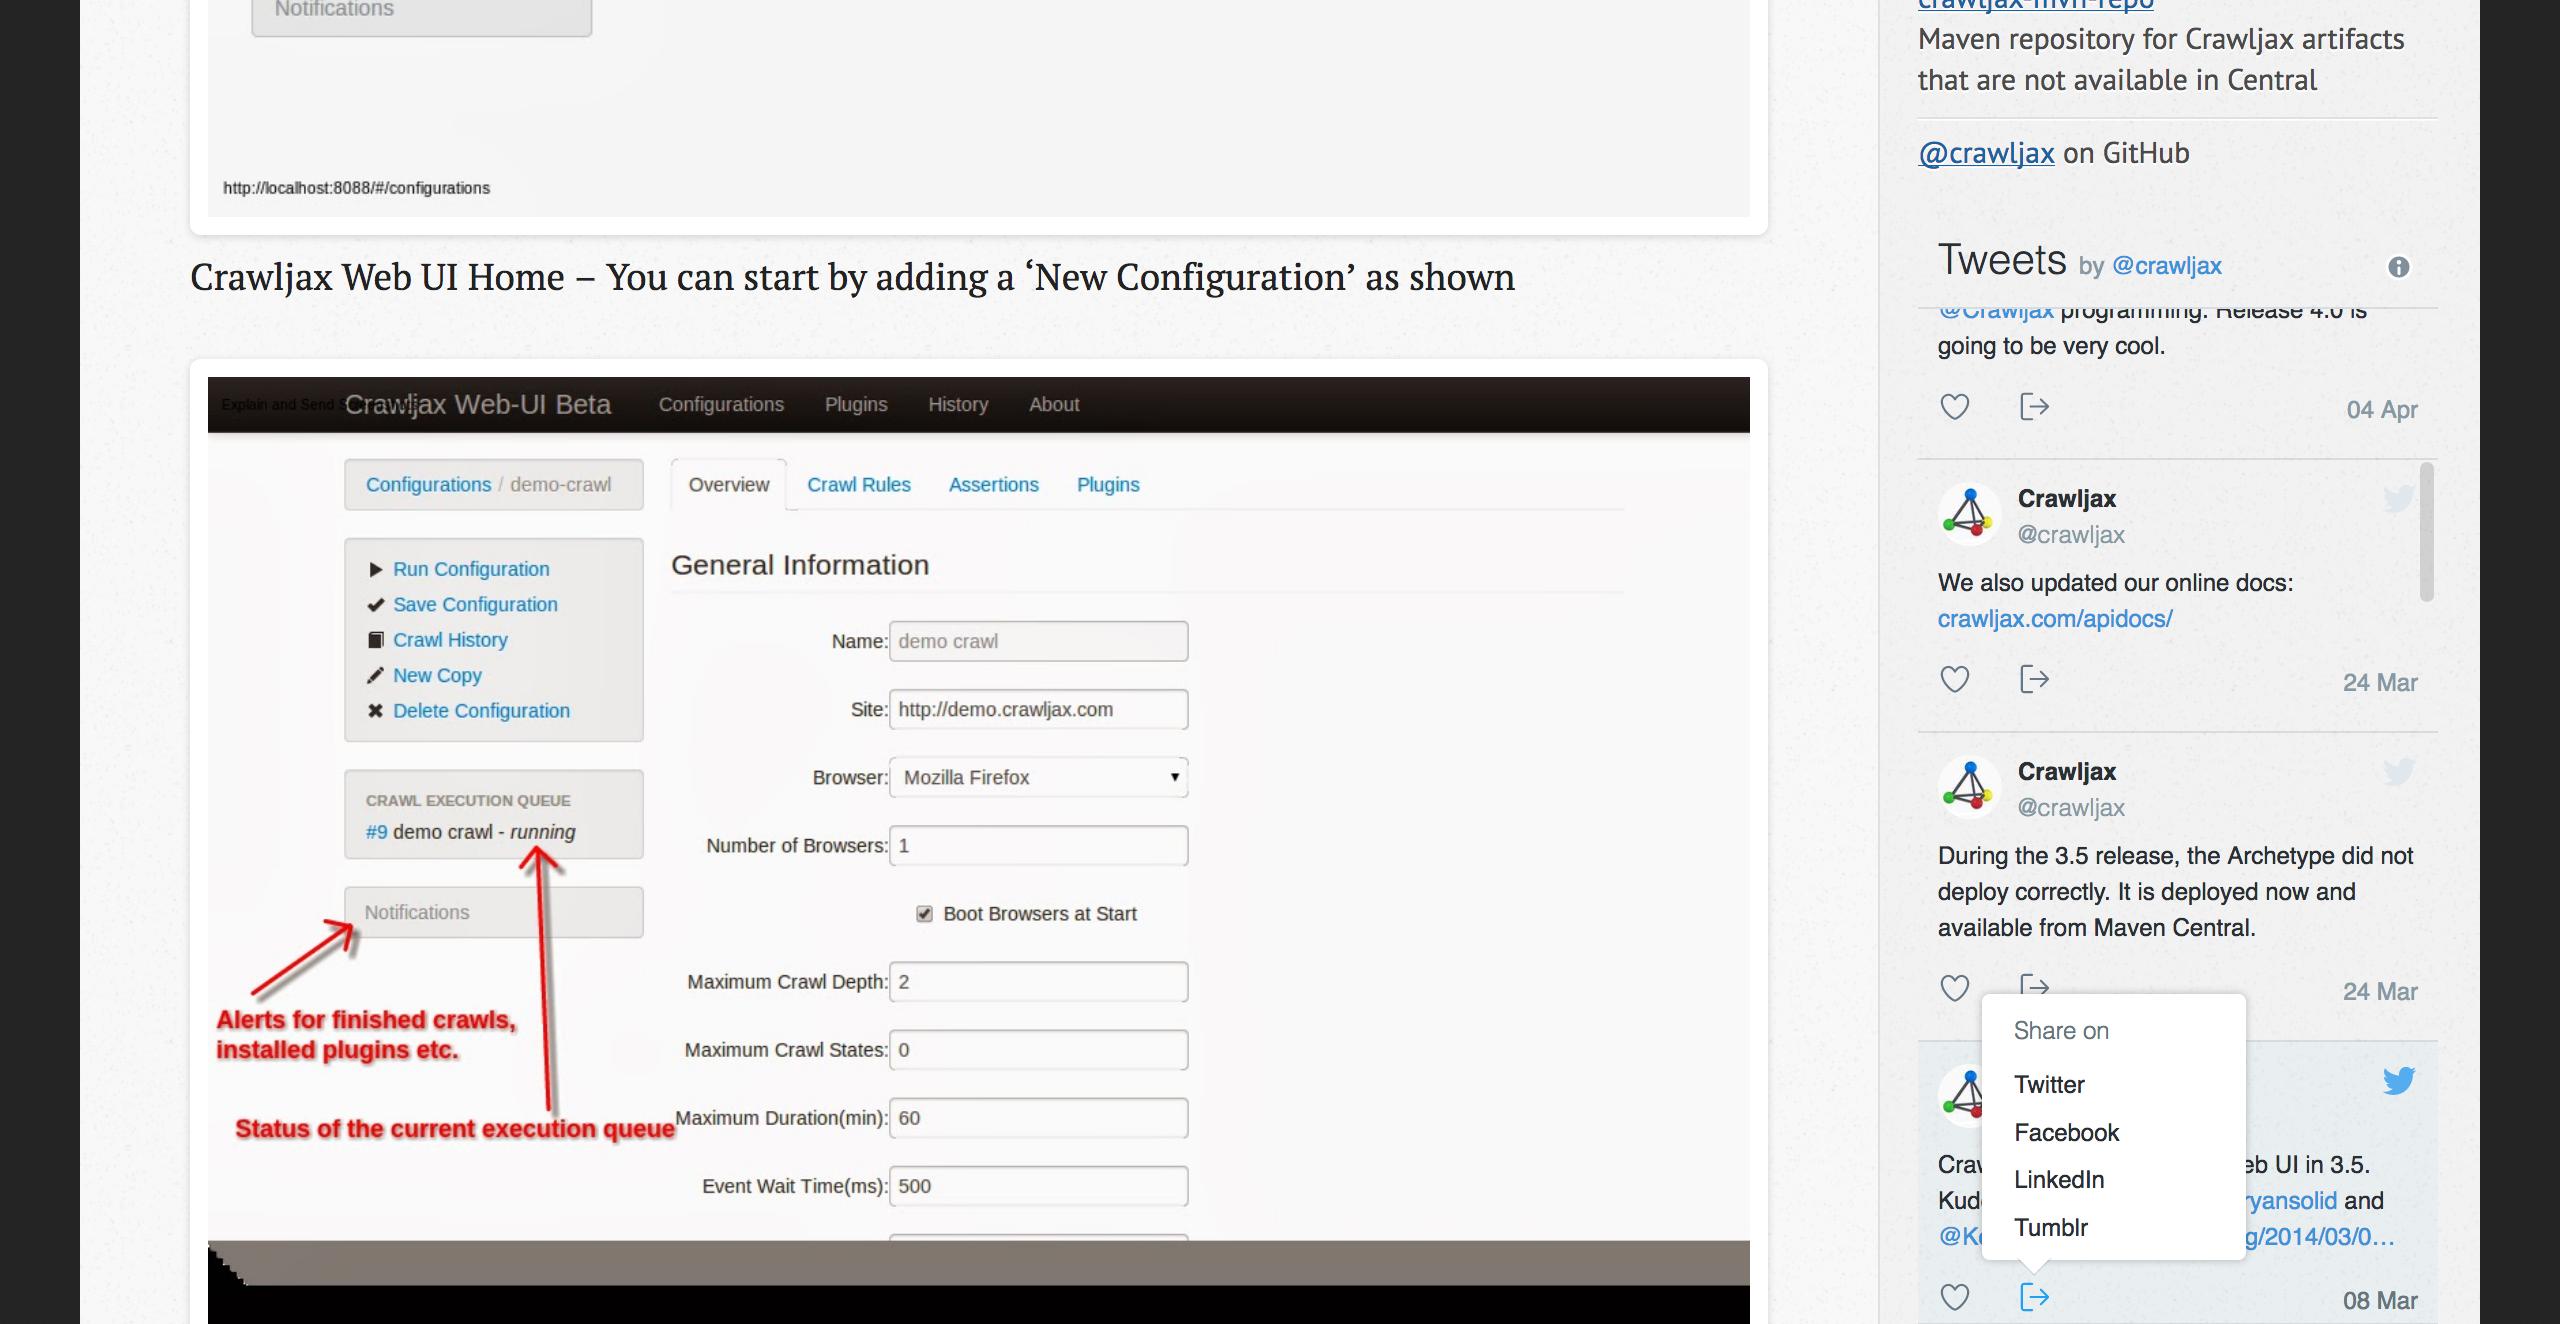 Notifications
http://localhost:8088/#/configurations
Crawljax Web UI Home – You can start by adding a ‘New Configuration’ as shown
Explain and Send
Crawljax Web-UI Beta
Configurations
Plugins
History
About
Configurations / demo-crawl
Run Configuration
Save Configuration
Crawl History
New Copy
Delete Configuration
CRAWL EXECUTION QUEUE
#9 demo crawl - running
Notifications
Alerts for finished crawls,
installed plugins etc.
Status of the current execution queue
Overview
Crawl Rules
Assertions
Plugins
General Information
Name: demo crawl
Site: http://demo.crawljax.com
Browser: Mozilla Firefox
Number of Browsers: 1
Boot Browsers at Start
Maximum Crawl Depth: 2
Maximum Crawl States: 0
Maximum Duration(min): 60
Event Wait Time(ms): 500
crawljax-mvn-repo
Maven repository for Crawljax artifacts
that are not available in Central
@crawljax on GitHub
Tweets by @crawljax
@Crawljax programming. Release 4.0 is
going to be very cool.
04 Apr
Crawljax
@crawljax
We also updated our online docs:
crawljax.com/apidocs/
24 Mar
Crawljax
@crawljax
During the 3.5 release, the Archetype did not
deploy correctly. It is deployed now and
available from Maven Central.
24 Mar
Share on
Twitter
Facebook
LinkedIn
Tumblr
UI in 3.5.
ryansolid and
g/2014/03/0…
08 Mar